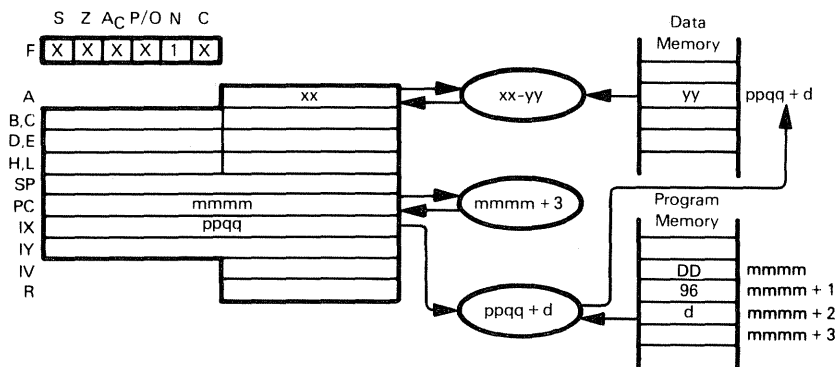 S Z AC P/O N C
F X X X X 1 X
Data
Memory
A xx xx-yy yy ppqq + d
B,C
D,E
H,L
SP
PC mmmm mmmm + 3 Program
Memory
IX ppqq
IY
IV DD mmmm
R 96 mmmm + 1
ppqq + d d mmmm + 2
mmmm + 3